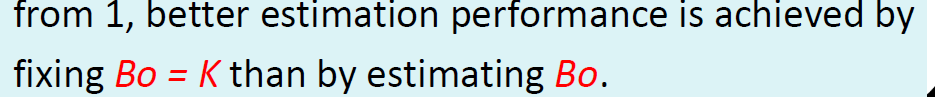 from 1, better estimation performance is achieved by
fixing Bo = K than by estimating Bo.